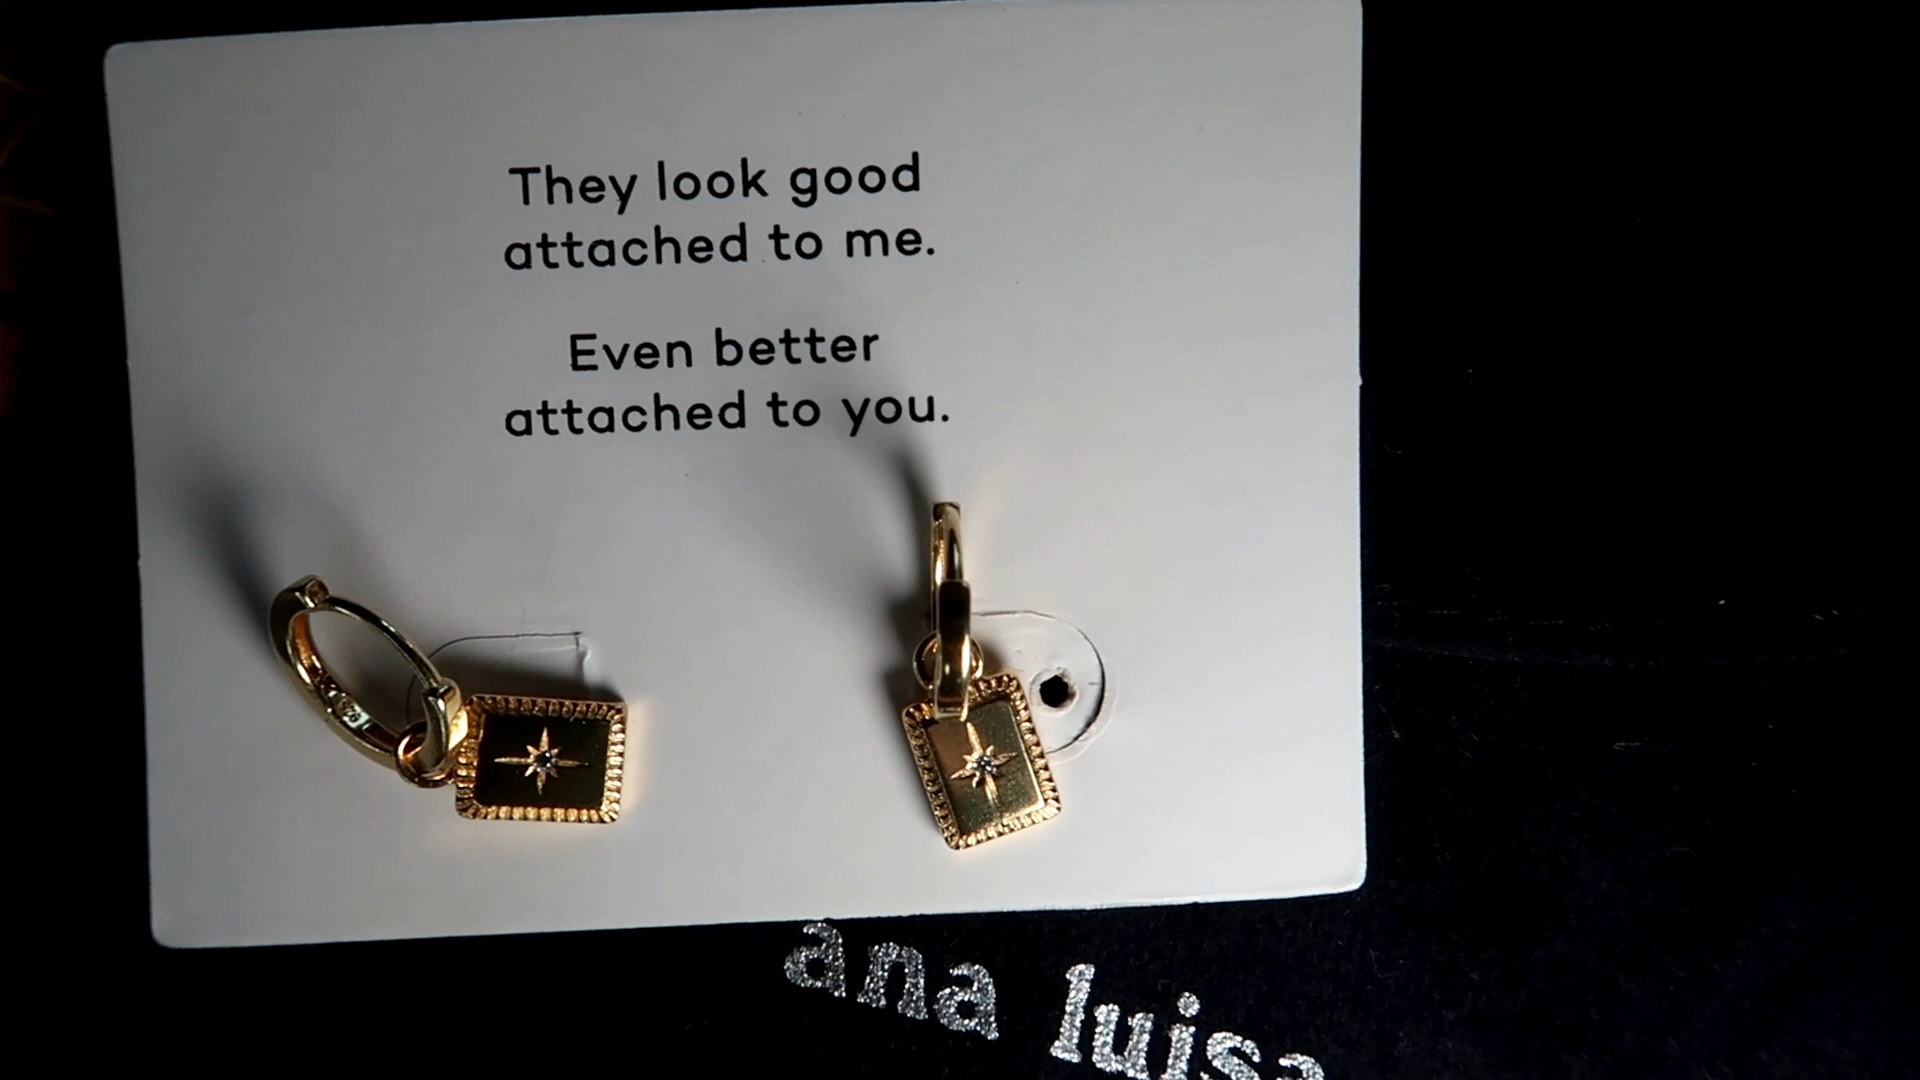 They look good
attached to me.
Even better
attached to you.
ana luisa